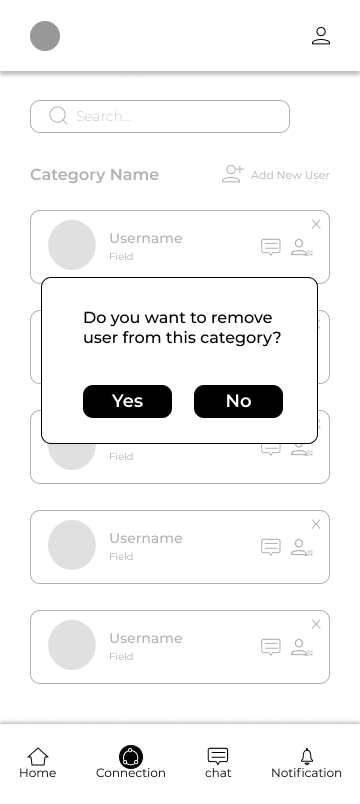 Search...
Category Name
Add New User
Username
Field
Do you want to remove
user from this category?
Yes
No
Field
Username
Field
Username
Field
Home
Connection
chat
Notification